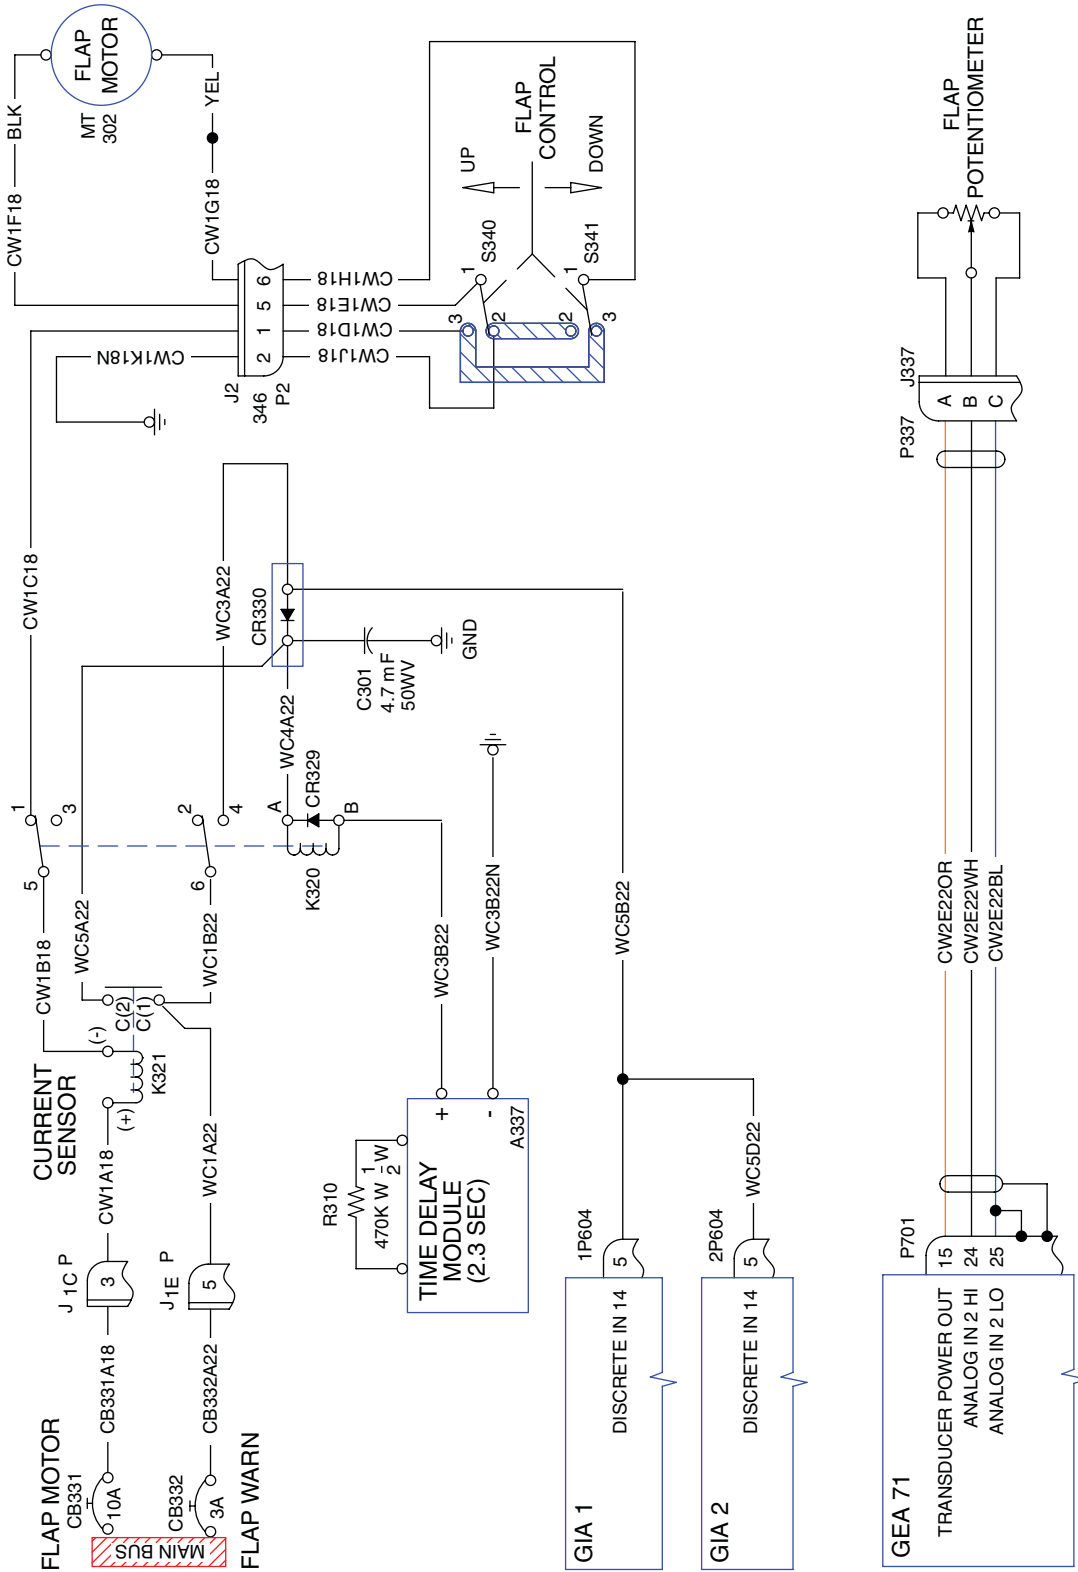 FLAP MOTOR
CB331
10A
MAIN BUS
CB332
3A
FLAP WARN
CB331A18
CB332A22
J 1C P
3
J 1E P
5
CW1A18
WC1A22
CURRENT
SENSOR
(+)
(-)
K321
C(2)
C(1)
CW1B18
WC5A22
WC1B22
5
1
3
6
2
4
CW1C18
WC3A22
K320
A
B
CR329
WC4A22
CR330
C301
4.7 mF
50WV
GND
CW1K18N
J2
346
P2
2
1
5
6
CW1F18
BLK
CW1G18
YEL
FLAP
MOTOR
MT
302
CW1J18
CW1D18
CW1E18
CW1H18
3
2
1
S340
2
3
1
S341
UP
FLAP
CONTROL
DOWN
R310
470K W 1/2 W
TIME DELAY
MODULE
(2.3 SEC)
+
-
A337
WC3B22
WC3B22N
GIA 1
DISCRETE IN 14
1P604
5
WC5B22
GIA 2
DISCRETE IN 14
2P604
5
WC5D22
GEA 71
TRANSDUCER POWER OUT
ANALOG IN 2 HI
ANALOG IN 2 LO
P701
15
24
25
CW2E22OR
CW2E22WH
CW2E22BL
P337
J337
A
B
C
FLAP
POTENTIOMETER